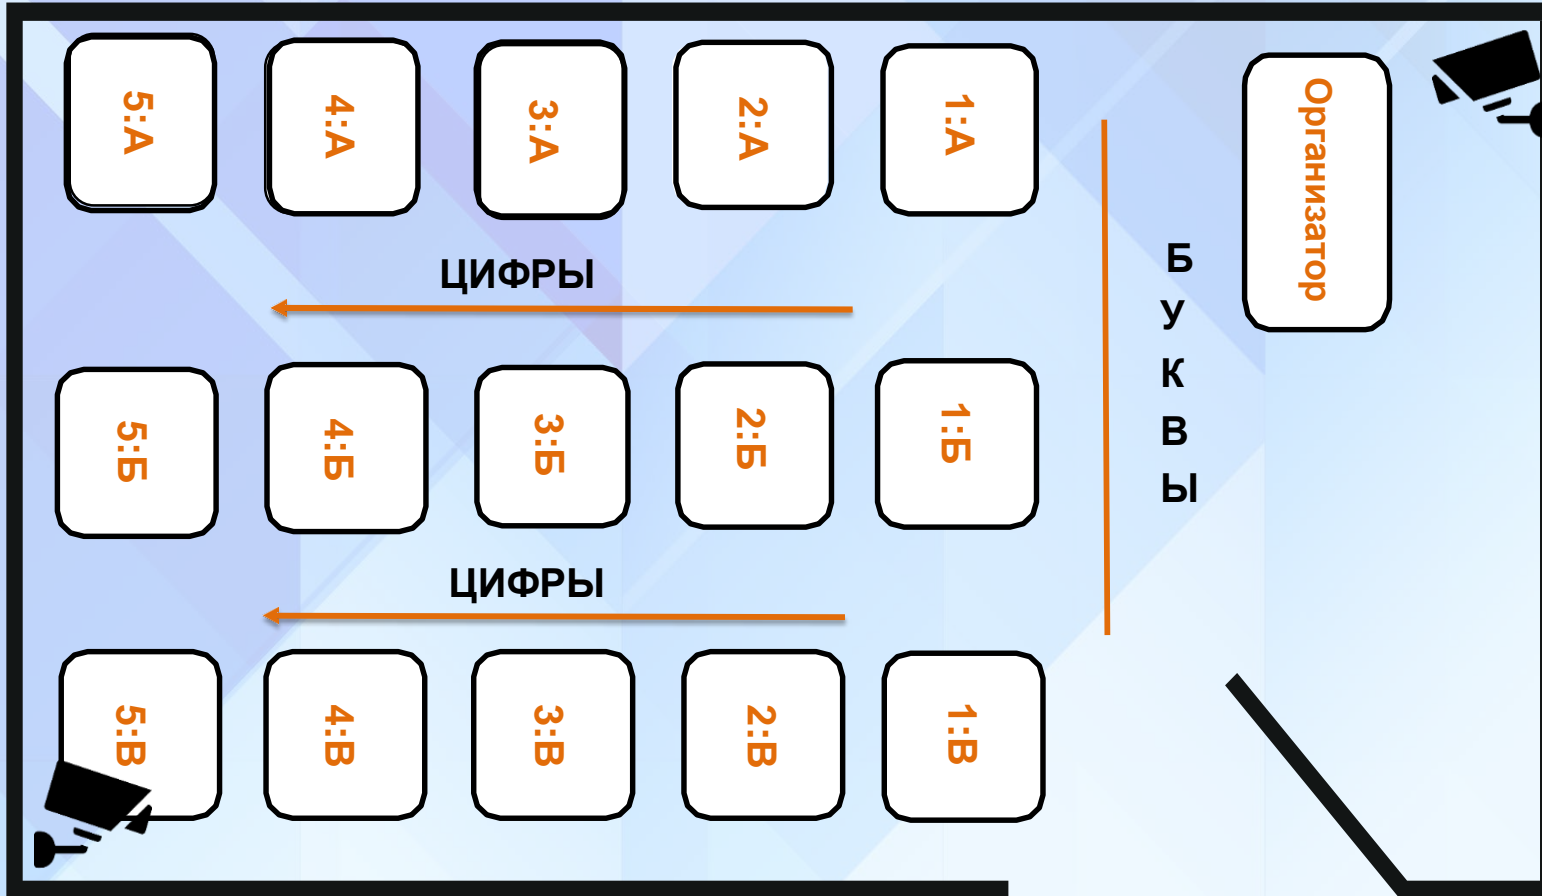 5:А
4:А
3:А
2:А
1:А
Организатор
ЦИФРЫ
Б
У
К
В
Ы
5:Б
4:Б
3:Б
2:Б
1:Б
ЦИФРЫ
5:В
4:В
3:В
2:В
1:В